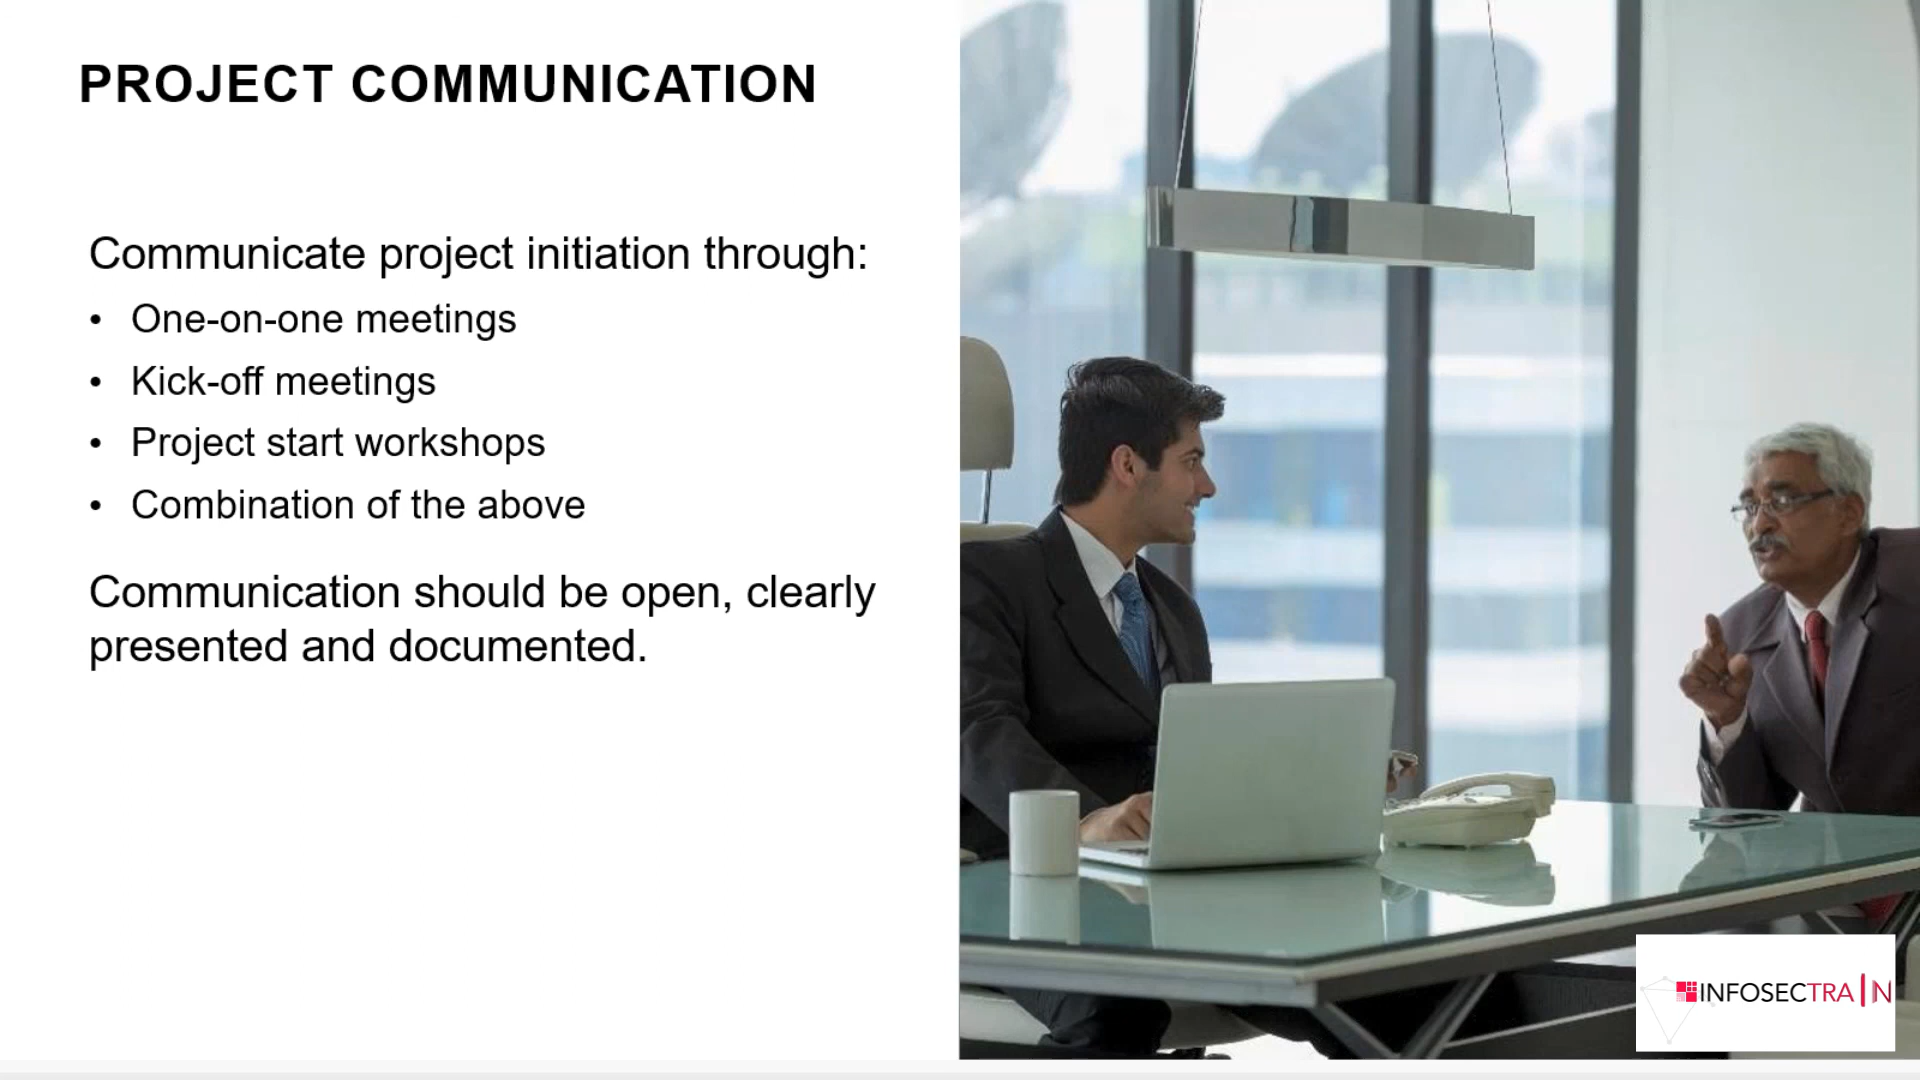 PROJECT COMMUNICATION
Communicate project initiation through:
• One-on-one meetings
• Kick-off meetings
• Project start workshops
• Combination of the above
Communication should be open, clearly
presented and documented.
INFOSECTRAIN